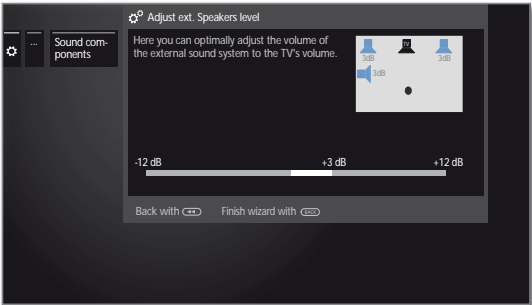 Adjust ext. Speakers level
...
Sound com-
ponents
Here you can optimally adjust the volume of
the external sound system to the TV's volume.
TV
3dB
3dB
3dB
-12 dB
+3 dB
+12 dB
Back with
Finish wizard with BACK